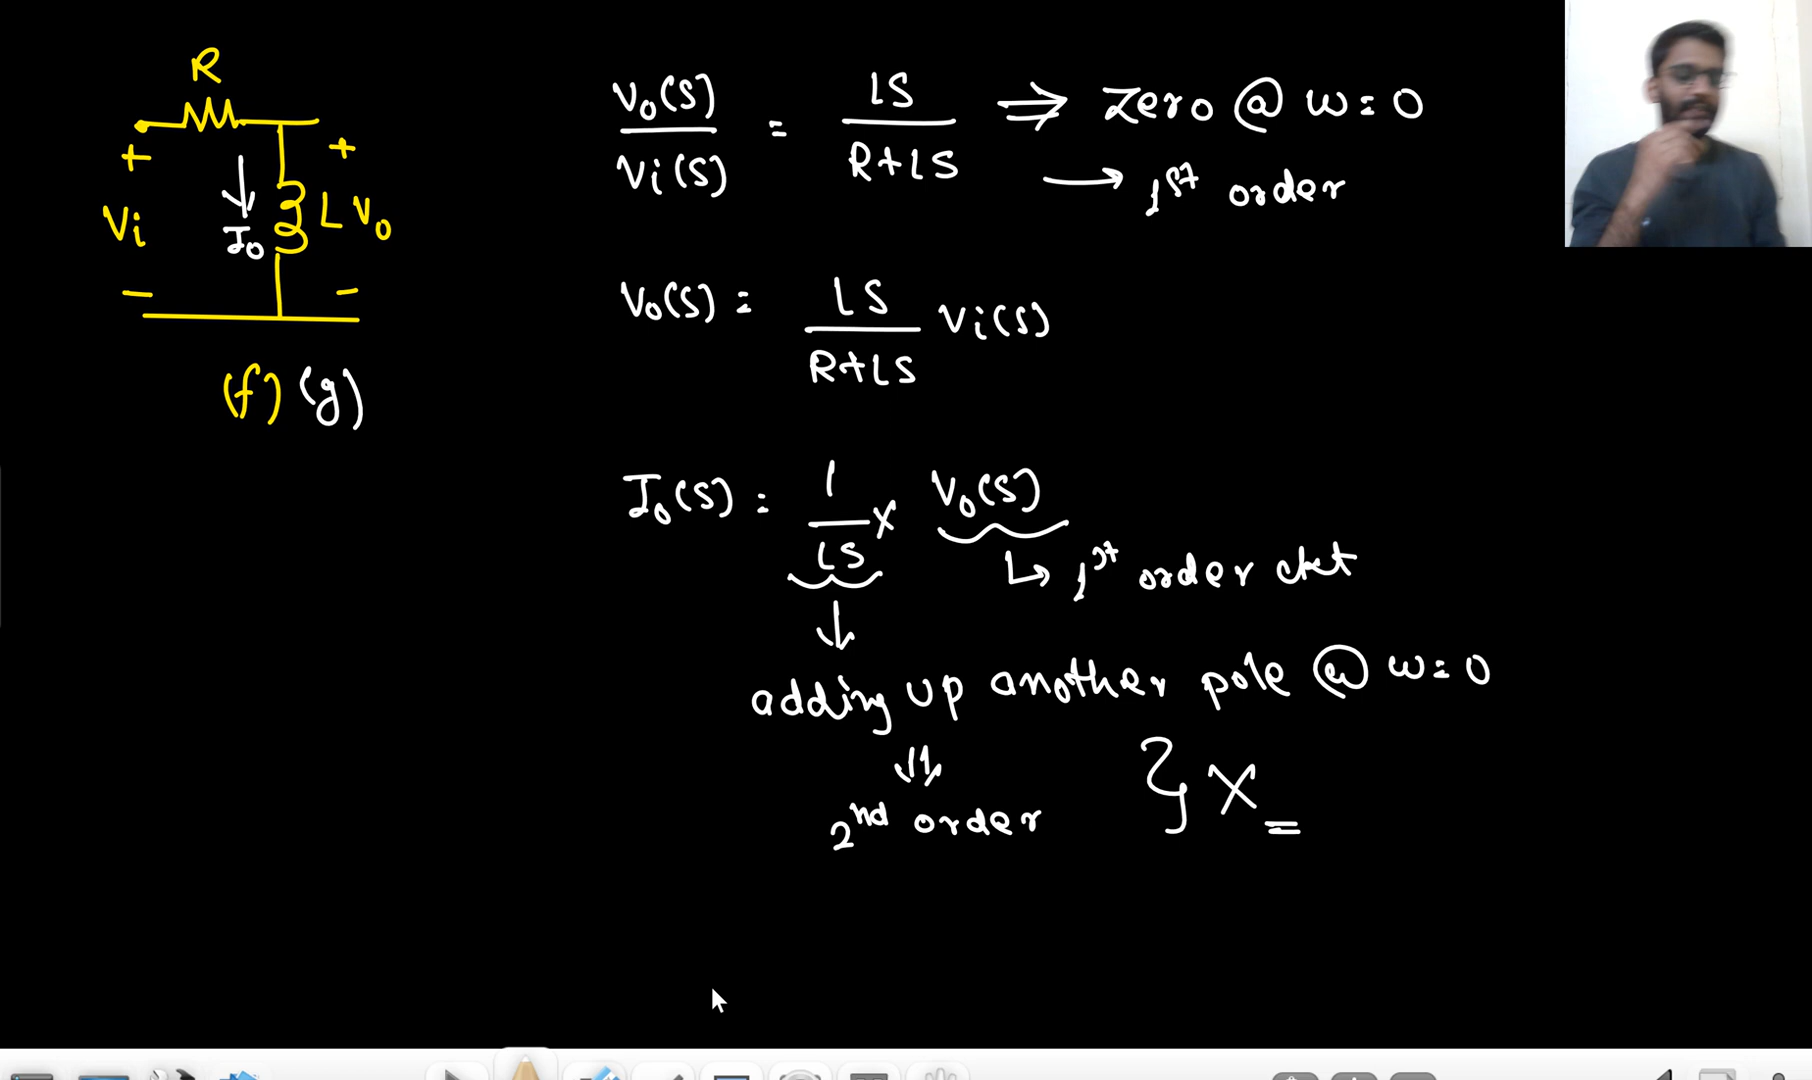 R
+ +
Vi Io L Vo
- -
(f) (g)
Vo(s)/Vi(s) = LS/(R+LS) ⇒ Zero @ ω=0
→ 1st order
Vo(s) = LS/(R+LS) Vi(s)
Io(s) = 1/LS × Vo(s)
↳ 1st order ckt
↓
adding up another pole @ ω=0
⇓
2nd order } X =